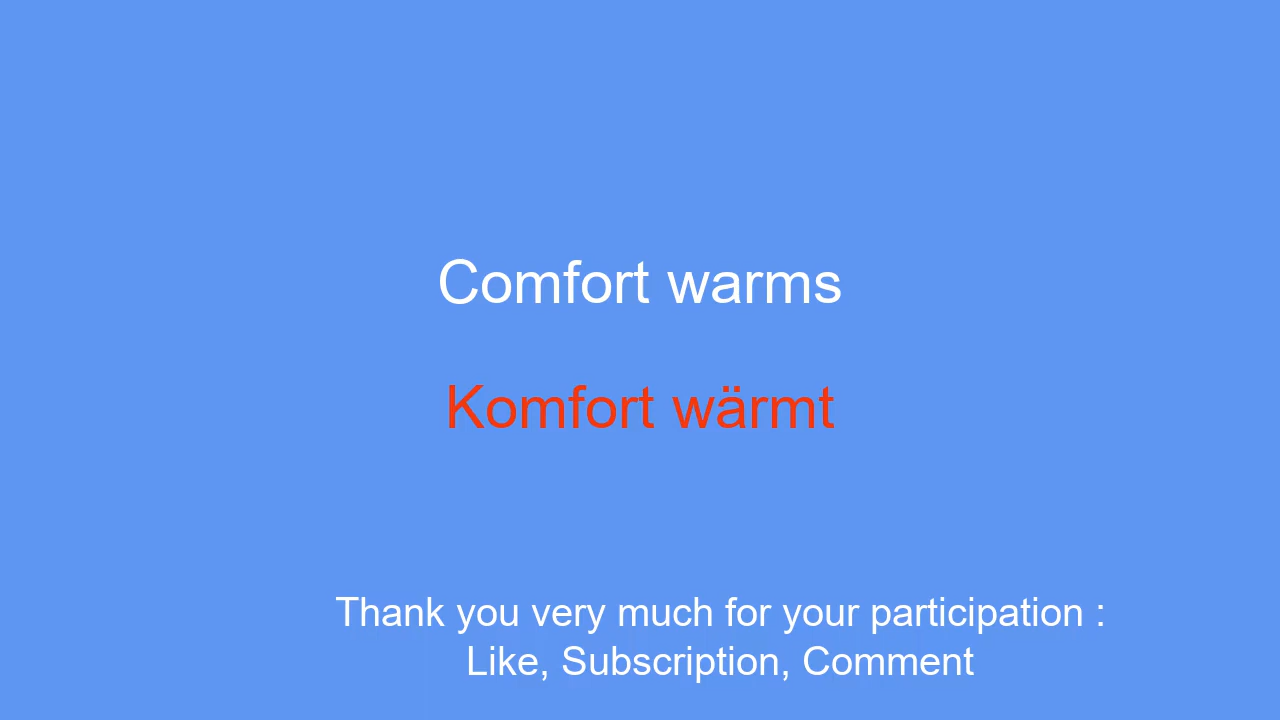 Comfort warms
Komfort wärmt
Thank you very much for your participation :
Like, Subscription, Comment